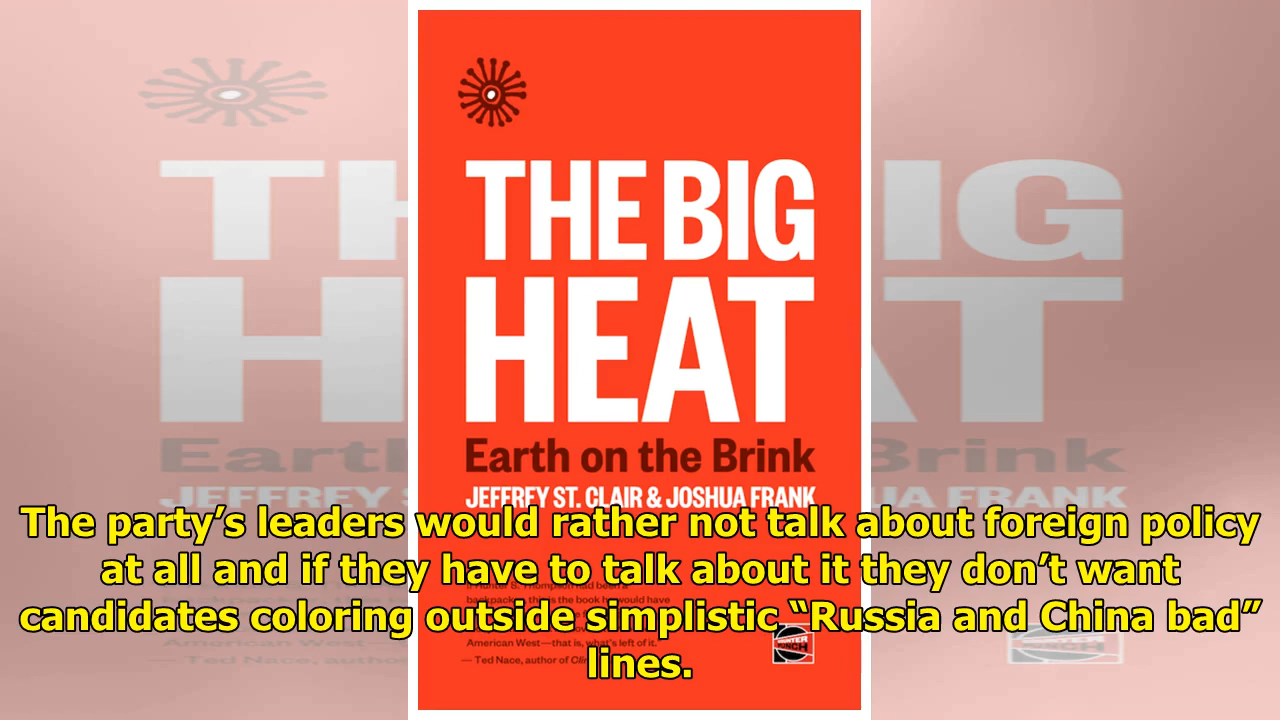 THE BIG
HEAT
Earth on the Brink
JEFFREY ST. CLAIR & JOSHUA FRANK
The party’s leaders would rather not talk about foreign policy
at all and if they have to talk about it they don’t want
candidates coloring outside simplistic “Russia and China bad”
lines.
American West—that is, what’s left of it.”
— Ted Nace, author of